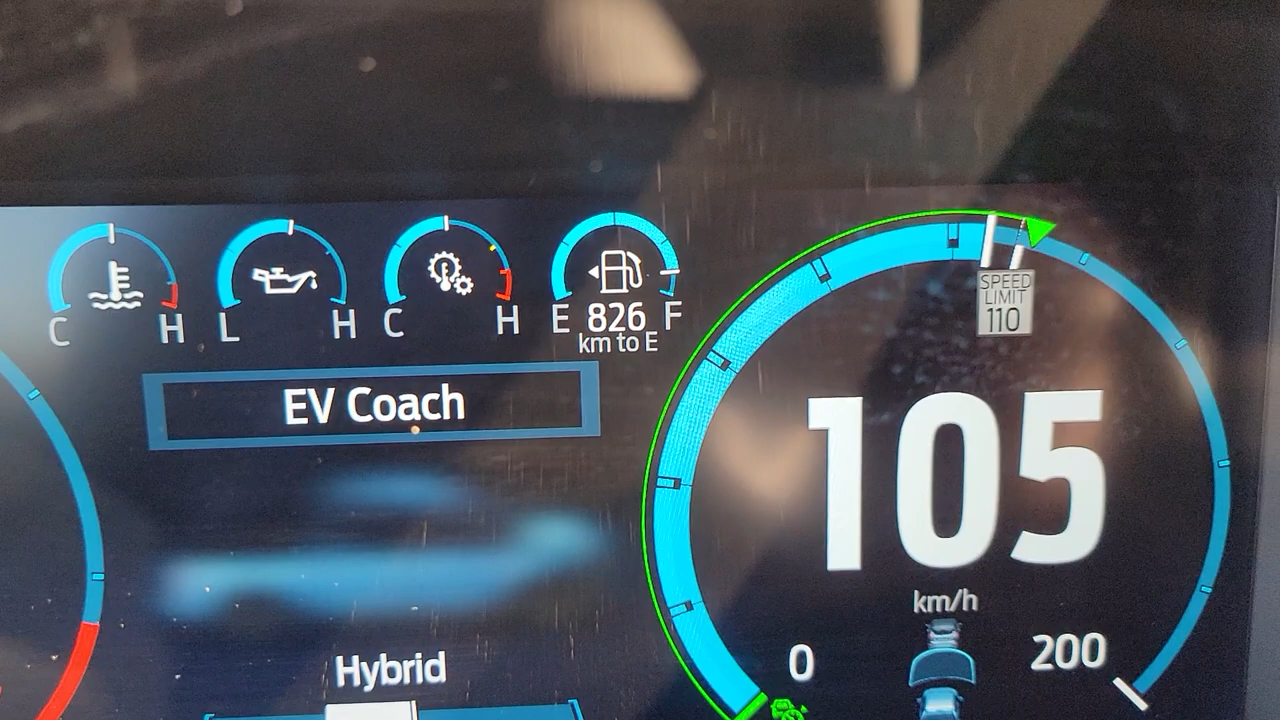 C H L H C H E 826 F
km to E
SPEED
LIMIT
110
EV Coach
105
km/h
0 200
Hybrid